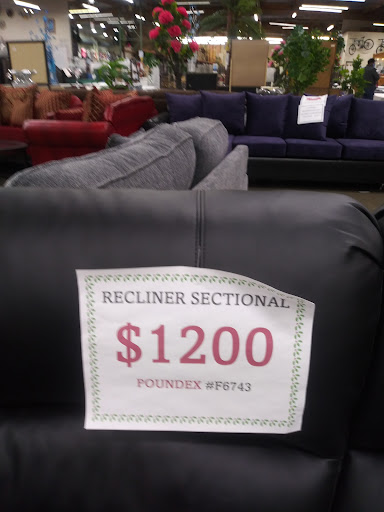 RECLINER SECTIONAL
$1200
POUNDEX #F6743